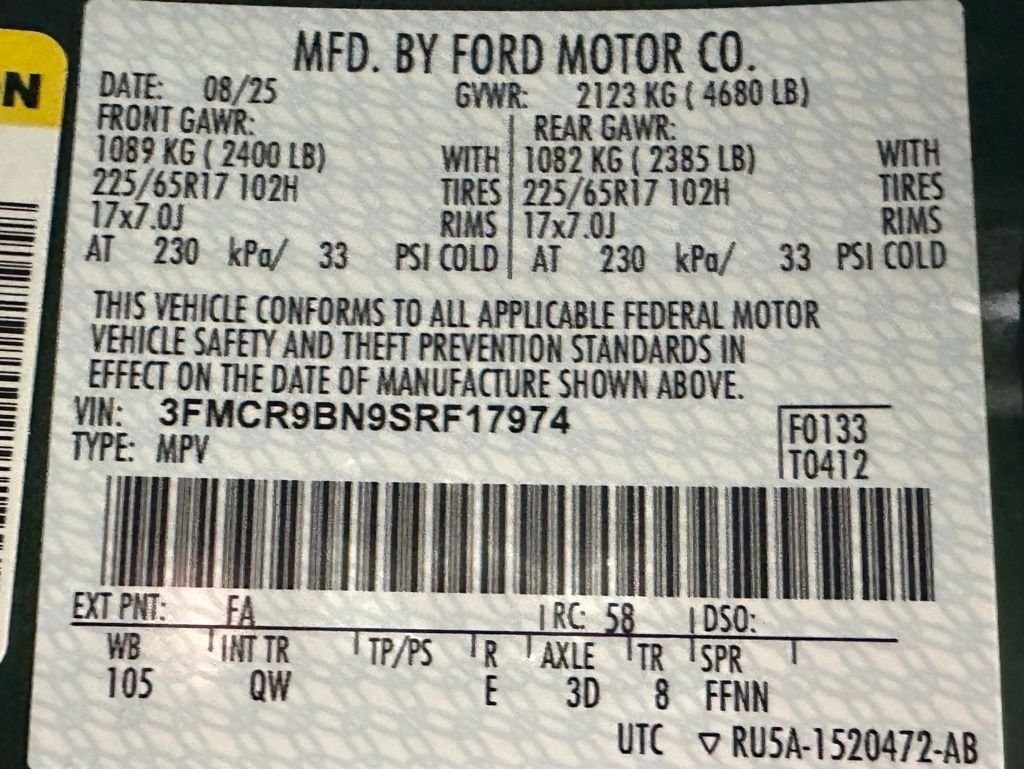 N
MFD. BY FORD MOTOR CO.
DATE: 08/25 GVWR: 2123 KG ( 4680 LB)
FRONT GAWR: REAR GAWR:
1089 KG ( 2400 LB) WITH 1082 KG ( 2385 LB) WITH
225/65R17 102H TIRES 225/65R17 102H TIRES
17x7.0J RIMS 17x7.0J RIMS
AT 230 kPa/ 33 PSI COLD AT 230 kPa/ 33 PSI COLD
THIS VEHICLE CONFORMS TO ALL APPLICABLE FEDERAL MOTOR
VEHICLE SAFETY AND THEFT PREVENTION STANDARDS IN
EFFECT ON THE DATE OF MANUFACTURE SHOWN ABOVE.
VIN: 3FMCR9BN9SRF17974
TYPE: MPV
F0133
T0412
EXT PNT: FA RC: 58 DSO:
WB INT TR TP/PS R AXLE TR SPR
105 QW E 3D 8 FFNN
UTC ▽ RU5A-1520472-AB